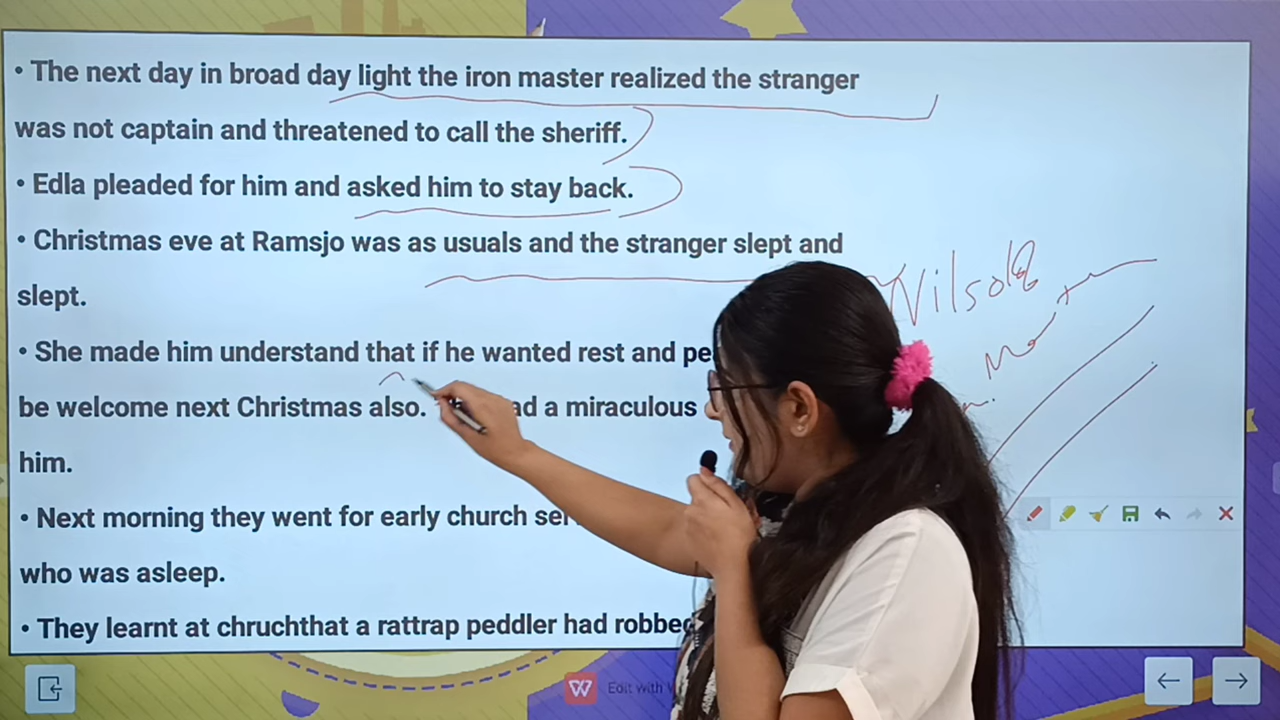 • The next day in broad day light the iron master realized the stranger
was not captain and threatened to call the sheriff.
• Edla pleaded for him and asked him to stay back.
• Christmas eve at Ramsjo was as usuals and the stranger slept and
slept.
• She made him understand that if he wanted rest and
be welcome next Christmas also. a miraculous
him.
• Next morning they went for early church
who was asleep.
• They learnt at chruchthat a rattrap peddler had
Edit with